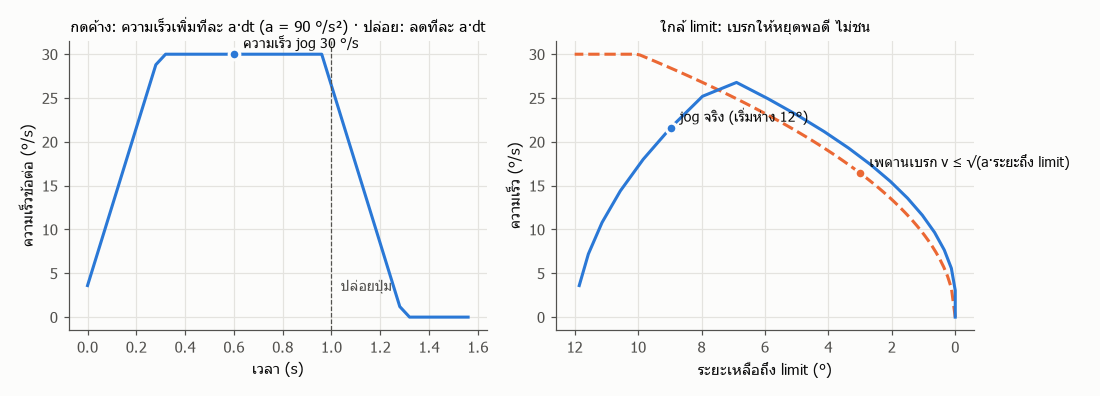 กดค้าง: ความเร็วเพิ่มทีละ a·dt (a = 90 °/s²) · ปล่อย: ลดทีละ a·dt
ความเร็ว jog 30 °/s
30
25
20
15
10
5
0
ความเร็วข้อต่อ (°/s)
ปล่อยปุ่ม
0.0 0.2 0.4 0.6 0.8 1.0 1.2 1.4 1.6
เวลา (s)
ใกล้ limit: เบรกให้หยุดพอดี ไม่ชน
30
25
20
15
10
5
0
ความเร็ว (°/s)
jog จริง (เริ่มห่าง 12°)
เพดานเบรก v ≤ √(a·ระยะถึง limit)
12 10 8 6 4 2 0
ระยะเหลือถึง limit (°)